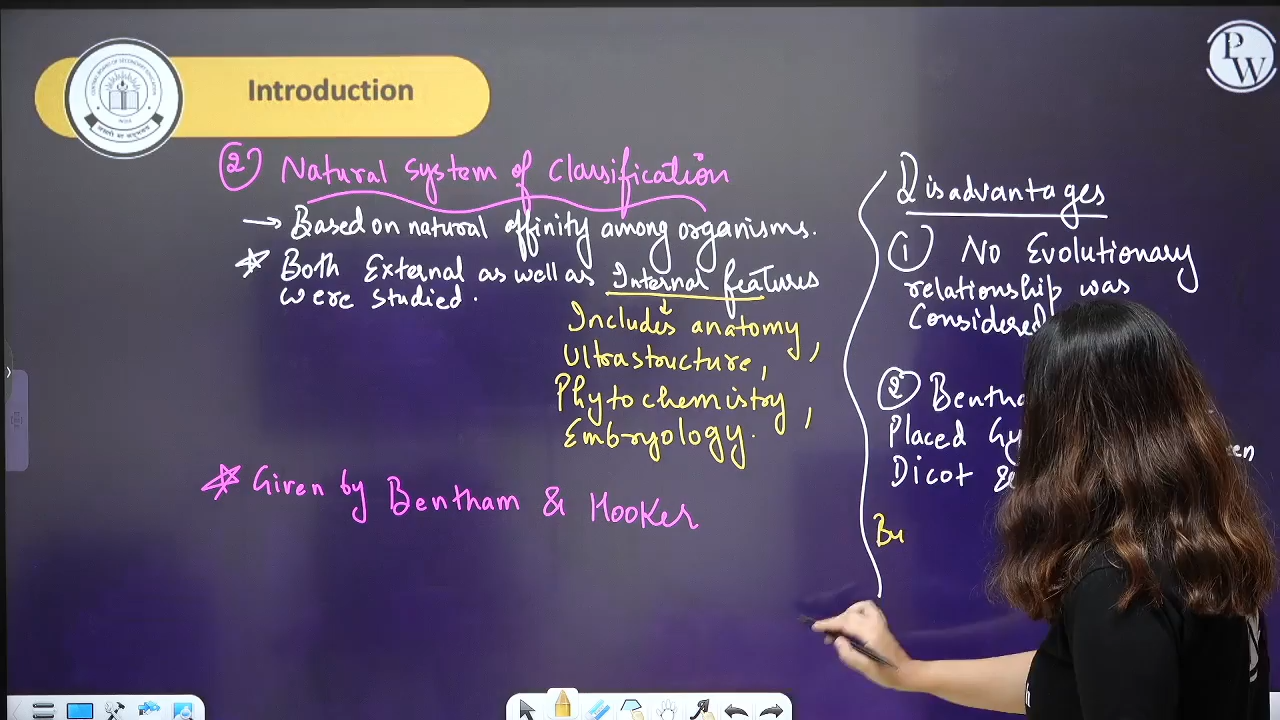 Introduction
PW
② Natural System of Classification
→ Based on natural affinity among organisms.
Both External as well as Internal features
were studied.
Includes anatomy,
Ultrastructure,
Phytochemistry,
Embryology.
Given by Bentham & Hooker
Disadvantages
① No Evolutionary
relationship was
Considered
②
Placed
Dicot &